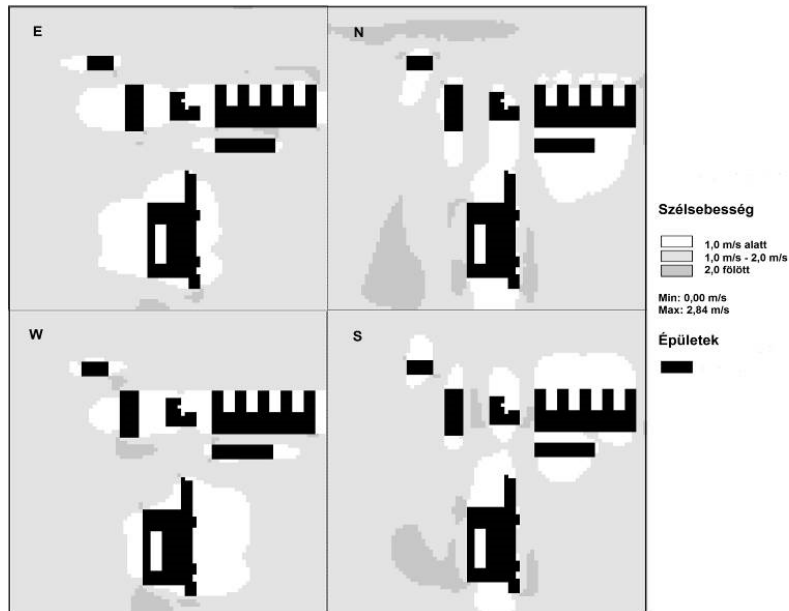 E
N
W
S
Szélsebesség
1,0 m/s alatt
1,0 m/s - 2,0 m/s
2,0 fölött
Min: 0,00 m/s
Max: 2,84 m/s
Épületek